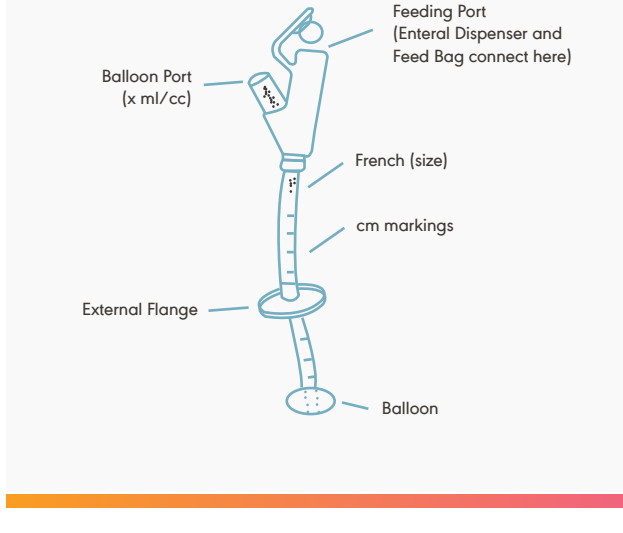 Feeding Port
(Enteral Dispenser and
Feed Bag connect here)
Balloon Port
(x ml/cc)
French (size)
cm markings
External Flange
Balloon